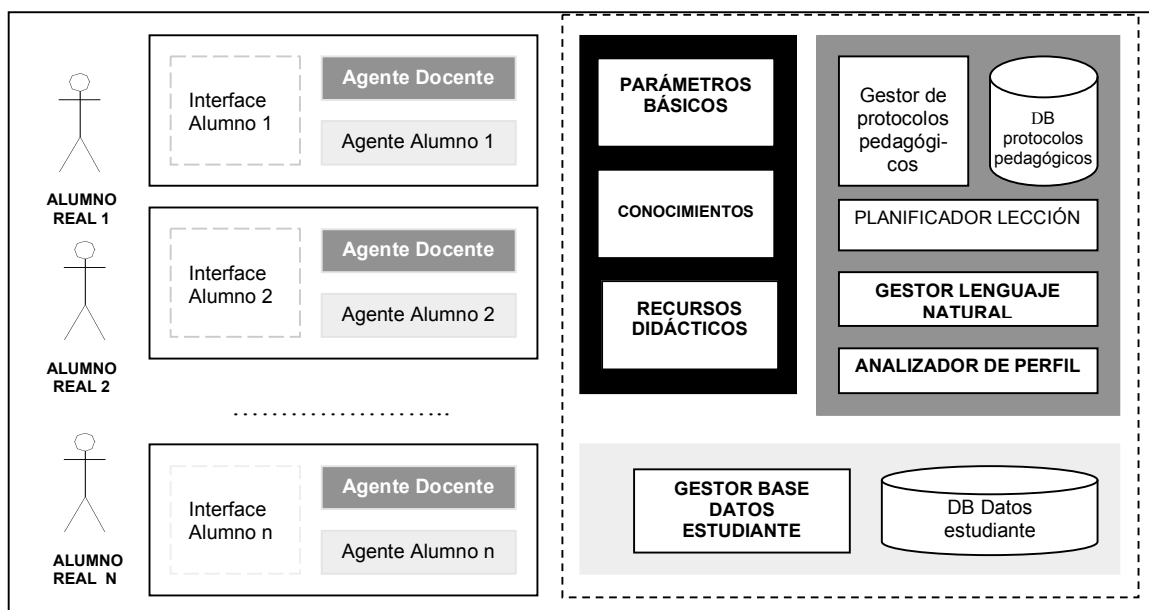 ALUMNO
REAL 1
Interface
Alumno 1
Agente Docente
Agente Alumno 1
ALUMNO
REAL 2
Interface
Alumno 2
Agente Docente
Agente Alumno 2
........................
ALUMNO
REAL N
Interface
Alumno n
Agente Docente
Agente Alumno n
PARÁMETROS
BÁSICOS
CONOCIMIENTOS
RECURSOS
DIDÁCTICOS
Gestor de
protocolos
pedagógi-
cos
DB
protocolos
pedagógicos
PLANIFICADOR LECCIÓN
GESTOR LENGUAJE
NATURAL
ANALIZADOR DE PERFIL
GESTOR BASE
DATOS
ESTUDIANTE
DB Datos
estudiante